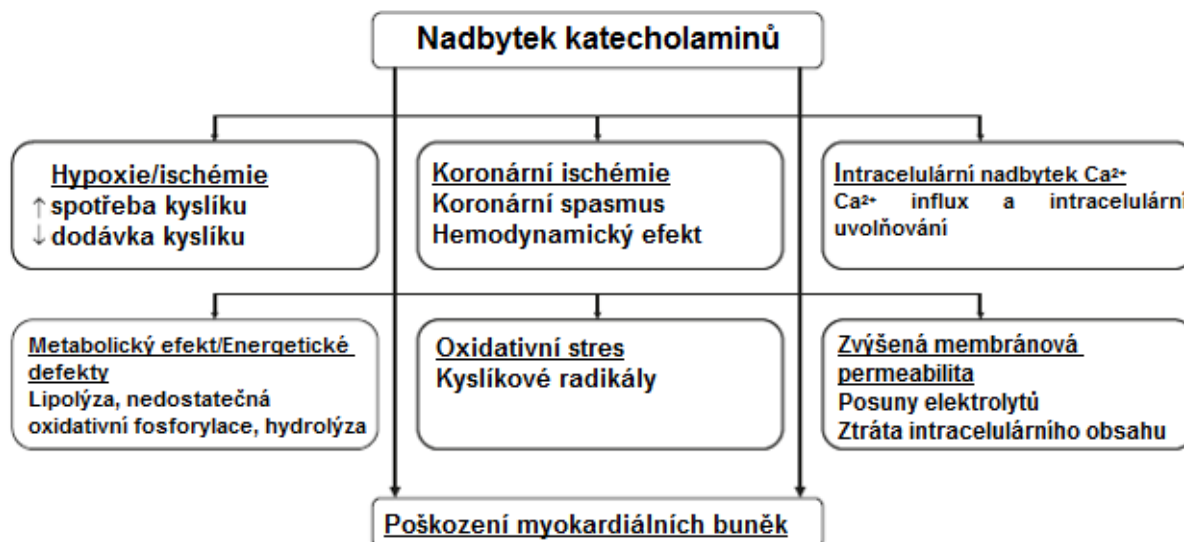 Nadbytek katecholaminů
Hypoxie/ischémie
↑ spotřeba kyslíku
↓ dodávka kyslíku
Koronární ischémie
Koronární spasmus
Hemodynamický efekt
Intracelulární nadbytek Ca²⁺
Ca²⁺ influx a intracelulární
uvolňování
Metabolický efekt/Energetické
defekty
Lipolýza, nedostatečná
oxidativní fosforylace, hydrolýza
Oxidativní stres
Kyslíkové radikály
Zvýšená membránová
permeabilita
Posuny elektrolytů
Ztráta intracelulárního obsahu
Poškození myokardiálních buněk